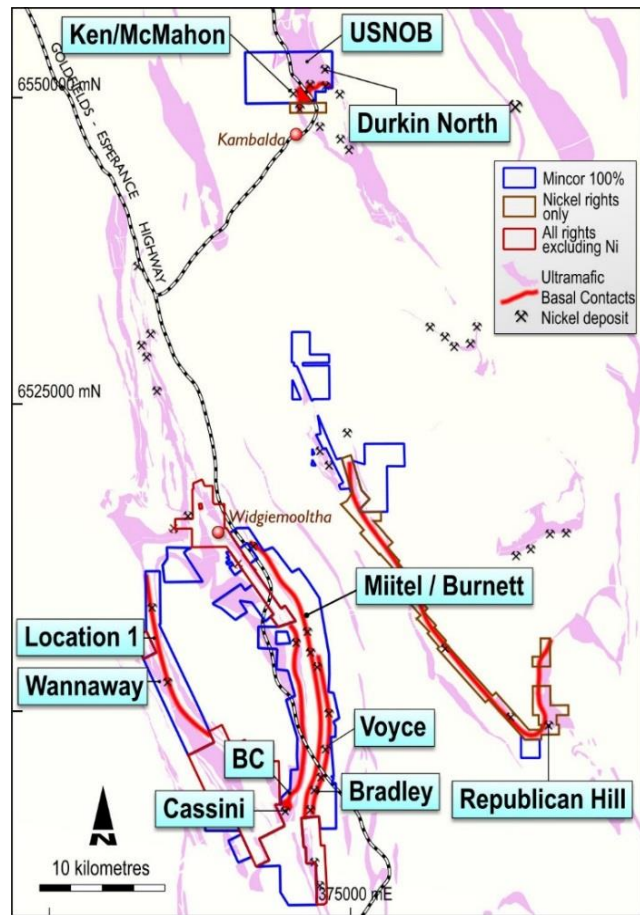 Ken/McMahon
USNOB
6550000 mN
Durkin North
Kambalda
GOLDFIELDS - ESPERANCE HIGHWAY
Mincor 100%
Nickel rights
only
All rights
excluding Ni
Ultramafic
Basal Contacts
Nickel deposit
6525000 mN
Widgiemooltha
Miitel / Burnett
Location 1
Wannaway
Voyce
BC
Bradley
Cassini
Republican Hill
N
10 kilometres
375000 mE